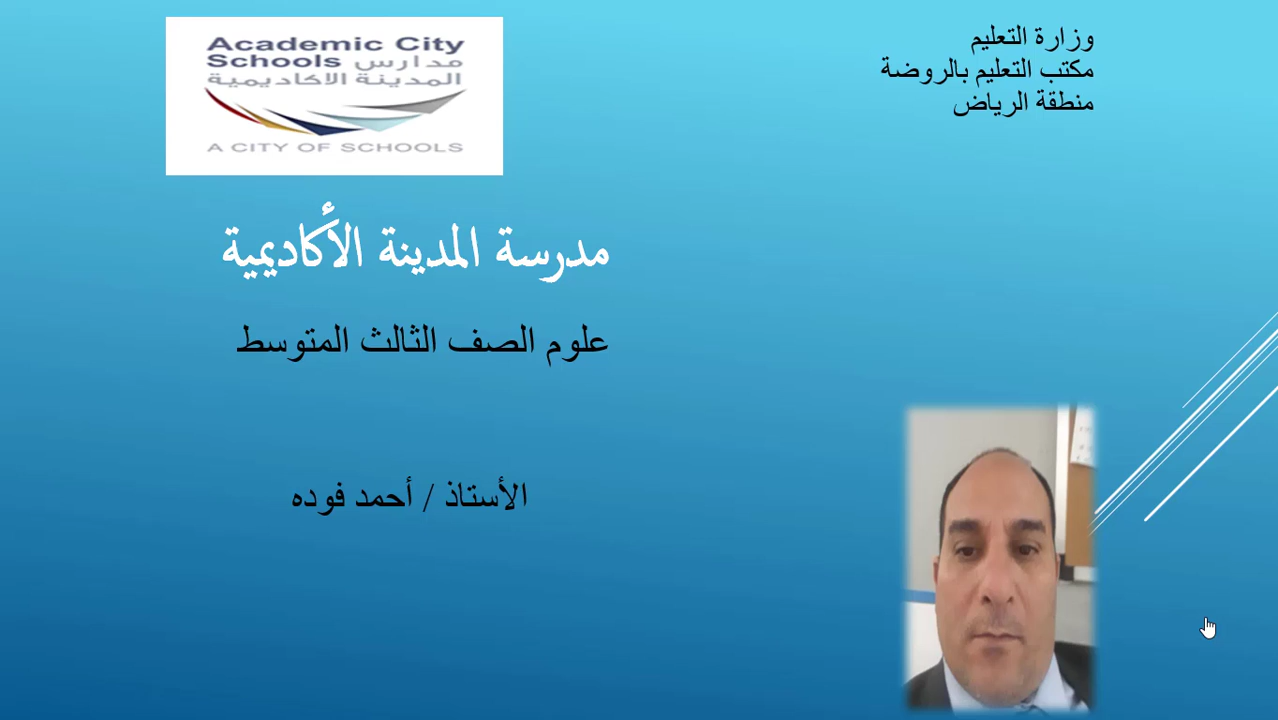 وزارة التعليم
مكتب التعليم بالروضة
منطقة الرياض
Academic City
Schools مدارس
المدينة الاكاديمية
A CITY OF SCHOOLS
مدرسة المدينة الأكاديمية
علوم الصف الثالث المتوسط
الأستاذ / أحمد فوده